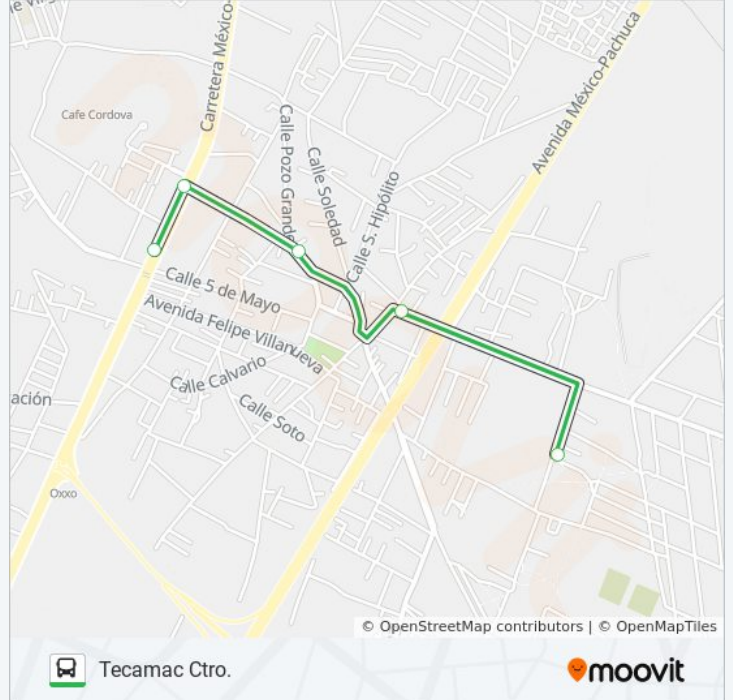 Carretera México-
Avenida México-Pachuca
Cafe Cordova
Calle Pozo Grande
Calle Soledad
Calle S. Hipólito
Calle 5 de Mayo
Avenida Felipe Villanueva
Calle Calvario
ación
Calle Soto
Oxxo
© OpenStreetMap contributors | © OpenMapTiles
Tecamac Ctro.
moovit